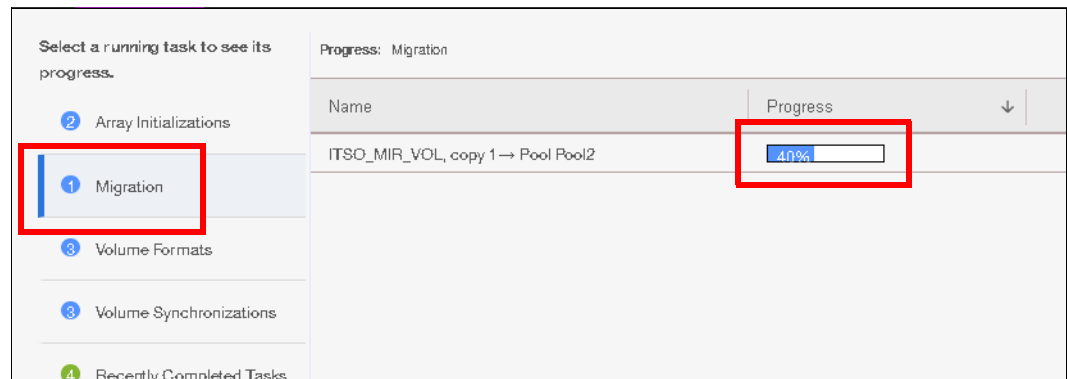 Select a running task to see its
progress.
2 Array Initializations
1 Migration
3 Volume Formats
3 Volume Synchronizations
4 Recently Completed Tasks
Progress: Migration
Name Progress
ITSO_MIR_VOL, copy 1→ Pool Pool2 40%